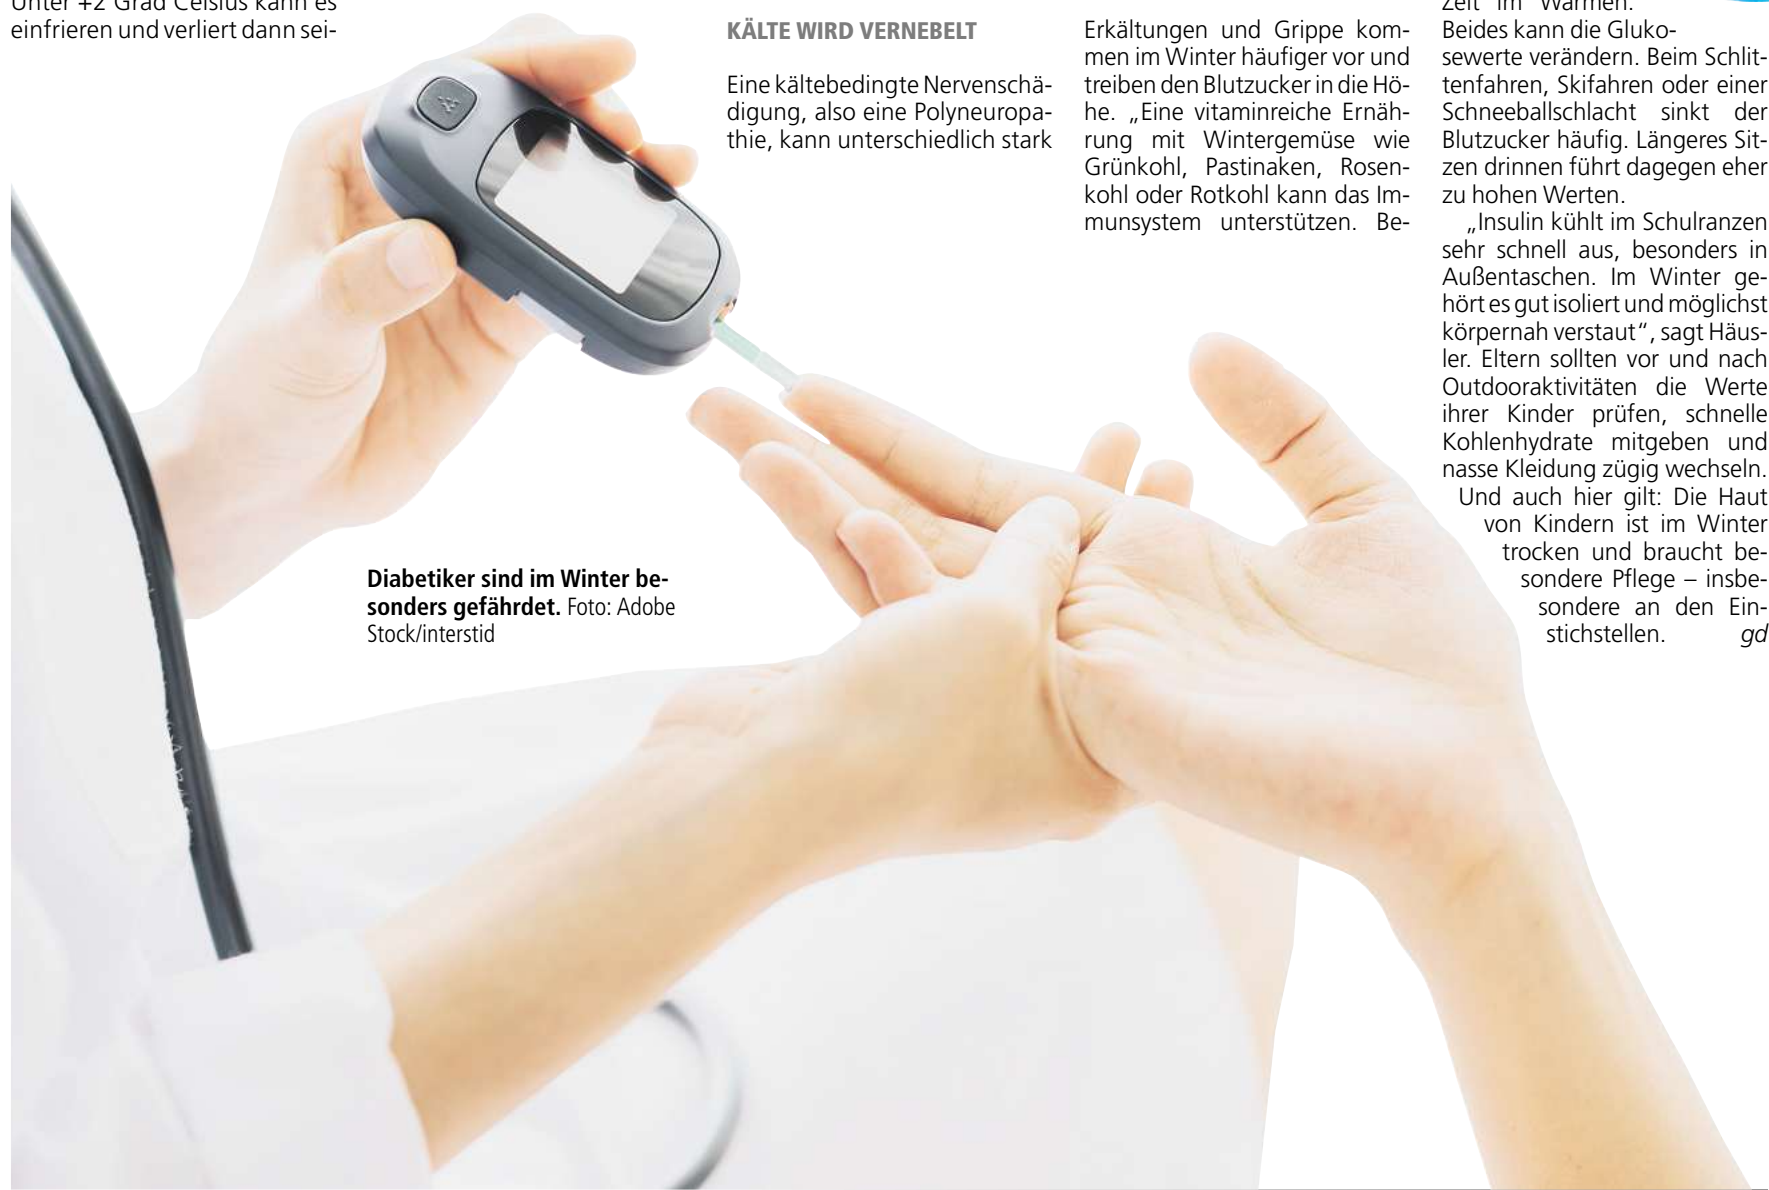 Unter +2 Grad Celsius kann es
einfrieren und verliert dann sei-
KÄLTE WIRD VERNEBELT
Eine kältebedingte Nervenschä-
digung, also eine Polyneuropa-
thie, kann unterschiedlich stark
Erkältungen und Grippe kom-
men im Winter häufiger vor und
treiben den Blutzucker in die Hö-
he. „Eine vitaminreiche Ernäh-
rung mit Wintergemüse wie
Grünkohl, Pastinaken, Rosen-
kohl oder Rotkohl kann das Im-
munsystem unterstützen. Be-
Zeit im Warmen.
Beides kann die Gluko-
sewerte verändern. Beim Schlit-
tenfahren, Skifahren oder einer
Schneeballschlacht sinkt der
Blutzucker häufig. Längeres Sit-
zen drinnen führt dagegen eher
zu hohen Werten.
„Insulin kühlt im Schulranzen
sehr schnell aus, besonders in
Außentaschen. Im Winter ge-
hört es gut isoliert und möglichst
körpernah verstaut“, sagt Häus-
ler. Eltern sollten vor und nach
Outdooraktivitäten die Werte
ihrer Kinder prüfen, schnelle
Kohlenhydrate mitgeben und
nasse Kleidung zügig wechseln.
Und auch hier gilt: Die Haut
von Kindern ist im Winter
trocken und braucht be-
sondere Pflege – insbe-
sondere an den Ein-
stichstellen. gd
Diabetiker sind im Winter be-
sonders gefährdet. Foto: Adobe
Stock/interstid